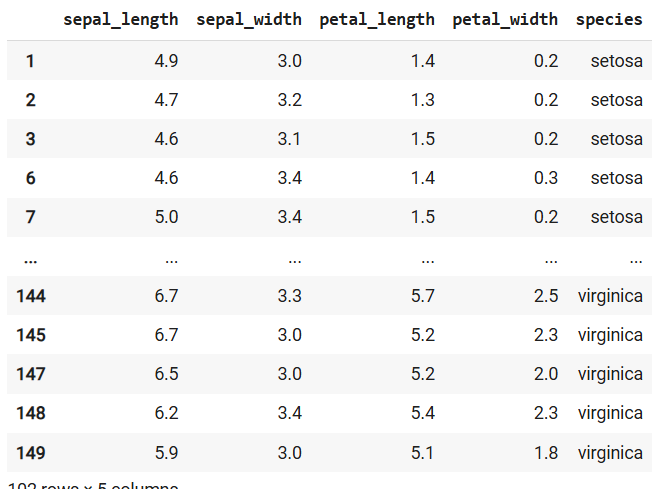 sepal_length sepal_width petal_length petal_width species
1 4.9 3.0 1.4 0.2 setosa
2 4.7 3.2 1.3 0.2 setosa
3 4.6 3.1 1.5 0.2 setosa
6 4.6 3.4 1.4 0.3 setosa
7 5.0 3.4 1.5 0.2 setosa
... ... ... ... ... ...
144 6.7 3.3 5.7 2.5 virginica
145 6.7 3.0 5.2 2.3 virginica
147 6.5 3.0 5.2 2.0 virginica
148 6.2 3.4 5.4 2.3 virginica
149 5.9 3.0 5.1 1.8 virginica
rows × 5 columns